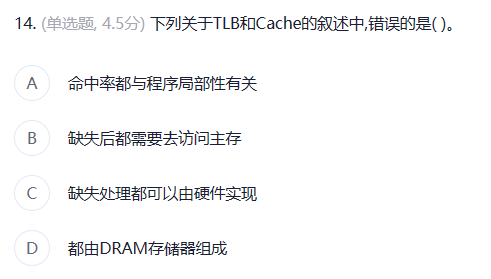 14. (单选题, 4.5分) 下列关于TLB和Cache的叙述中,错误的是( )。
A 命中率都与程序局部性有关
B 缺失后都需要去访问主存
C 缺失处理都可以由硬件实现
D 都由DRAM存储器组成